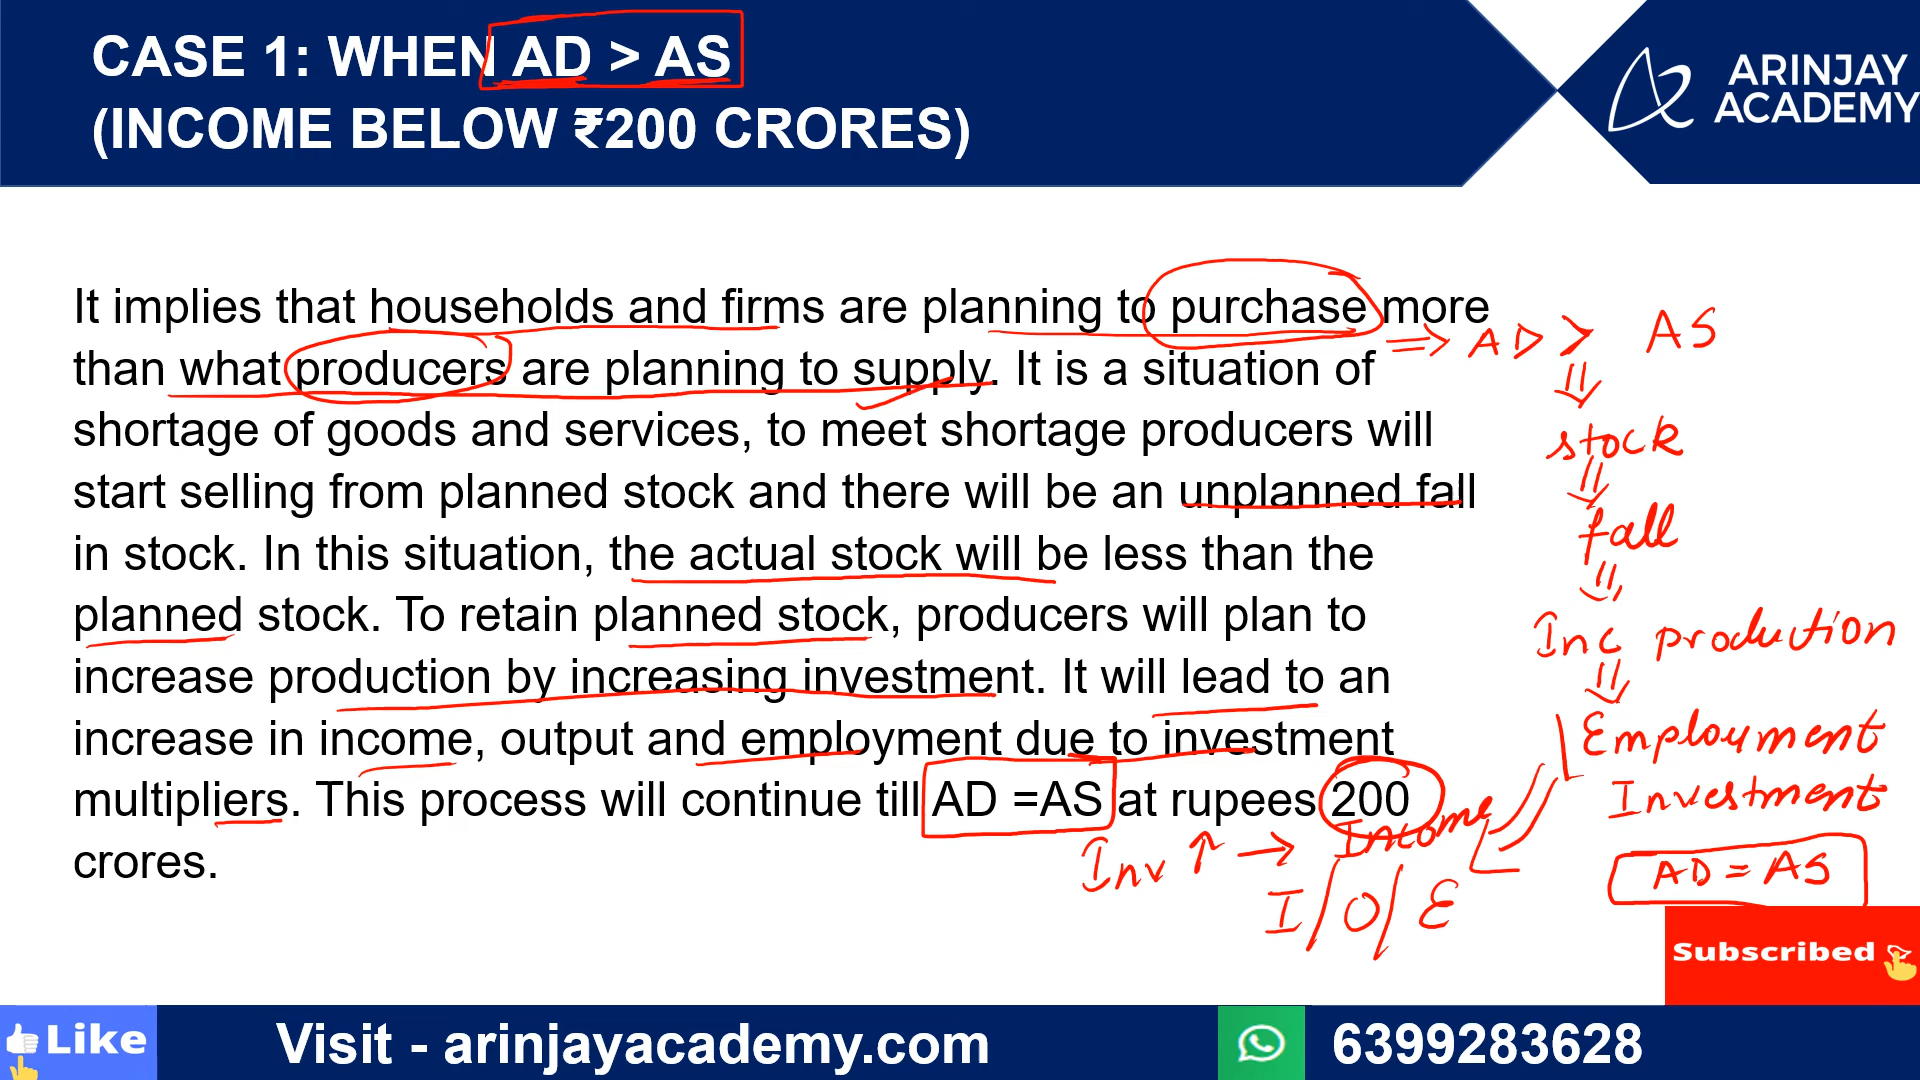 CASE 1: WHEN AD > AS
(INCOME BELOW ₹200 CRORES)
ARINJAY
ACADEMY
It implies that households and firms are planning to purchase more
than what producers are planning to supply. It is a situation of
shortage of goods and services, to meet shortage producers will
start selling from planned stock and there will be an unplanned fall
in stock. In this situation, the actual stock will be less than the
planned stock. To retain planned stock, producers will plan to
increase production by increasing investment. It will lead to an
increase in income, output and employment due to investment
multipliers. This process will continue till AD =AS at rupees 200
crores.
⇒ AD > AS
⇓
stock
⇓
fall
⇓
Inc production
⇓
Employment
Investment
AD = AS
Inv ↑ → Income
I/O/E
Subscribed
Like
Visit - arinjayacademy.com
6399283628